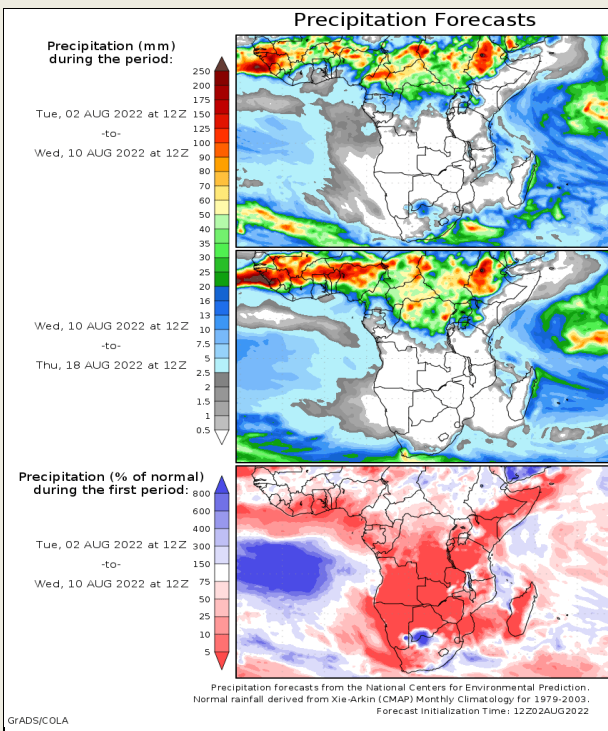 Precipitation Forecasts
Precipitation (mm)
during the period:
Tue, 02 AUG 2022 at 12Z
-to-
Wed, 10 AUG 2022 at 12Z
250
200
175
150
125
100
90
80
70
60
50
40
35
30
25
20
16
13
10
7.5
5
2.5
2
1.5
1
0.5
Wed, 10 AUG 2022 at 12Z
-to-
Thu, 18 AUG 2022 at 12Z
Precipitation (% of normal)
during the first period:
Tue, 02 AUG 2022 at 12Z
-to-
Wed, 10 AUG 2022 at 12Z
800
600
400
300
150
75
50
25
10
5
Precipitation forecasts from the National Centers for Environmental Prediction.
Normal rainfall derived from Xie-Arkin (CMAP) Monthly Climatology for 1979-2003.
Forecast Initialization Time: 12Z02AUG2022
GrADS/COLA